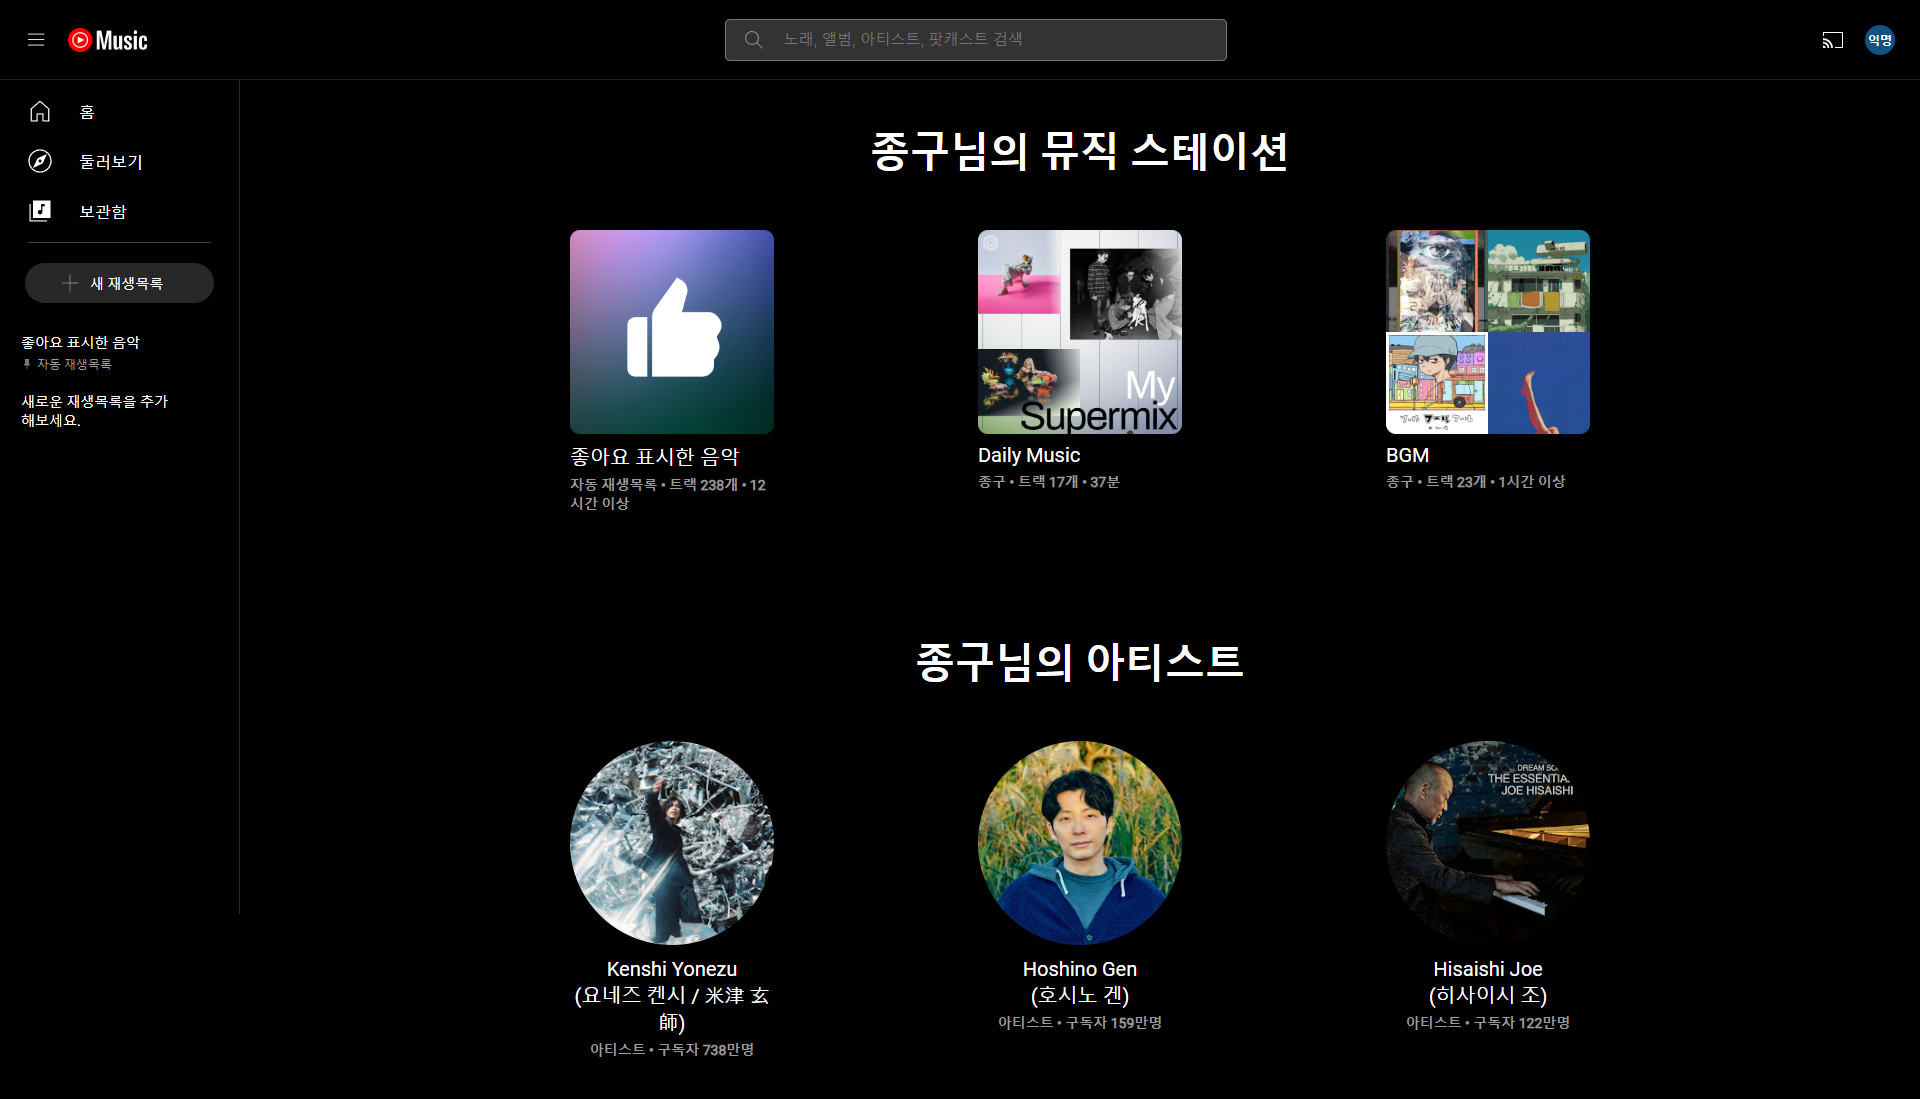 Music
노래, 앨범, 아티스트, 팟캐스트 검색
익명
홈
둘러보기
보관함
새 재생목록
좋아요 표시한 음악
자동 재생목록
새로운 재생목록을 추가
해보세요.
종구님의 뮤직 스테이션
My
Supermix
좋아요 표시한 음악
자동 재생목록 • 트랙 238개 • 12
시간 이상
Daily Music
종구 • 트랙 17개 • 37분
BGM
종구 • 트랙 23개 • 1시간 이상
종구님의 아티스트
DREAM SO
THE ESSENTIA
JOE HISAISHI
Kenshi Yonezu
(요네즈 켄시 / 米津 玄
師)
아티스트 • 구독자 738만명
Hoshino Gen
(호시노 겐)
아티스트 • 구독자 159만명
Hisaishi Joe
(히사이시 조)
아티스트 • 구독자 122만명